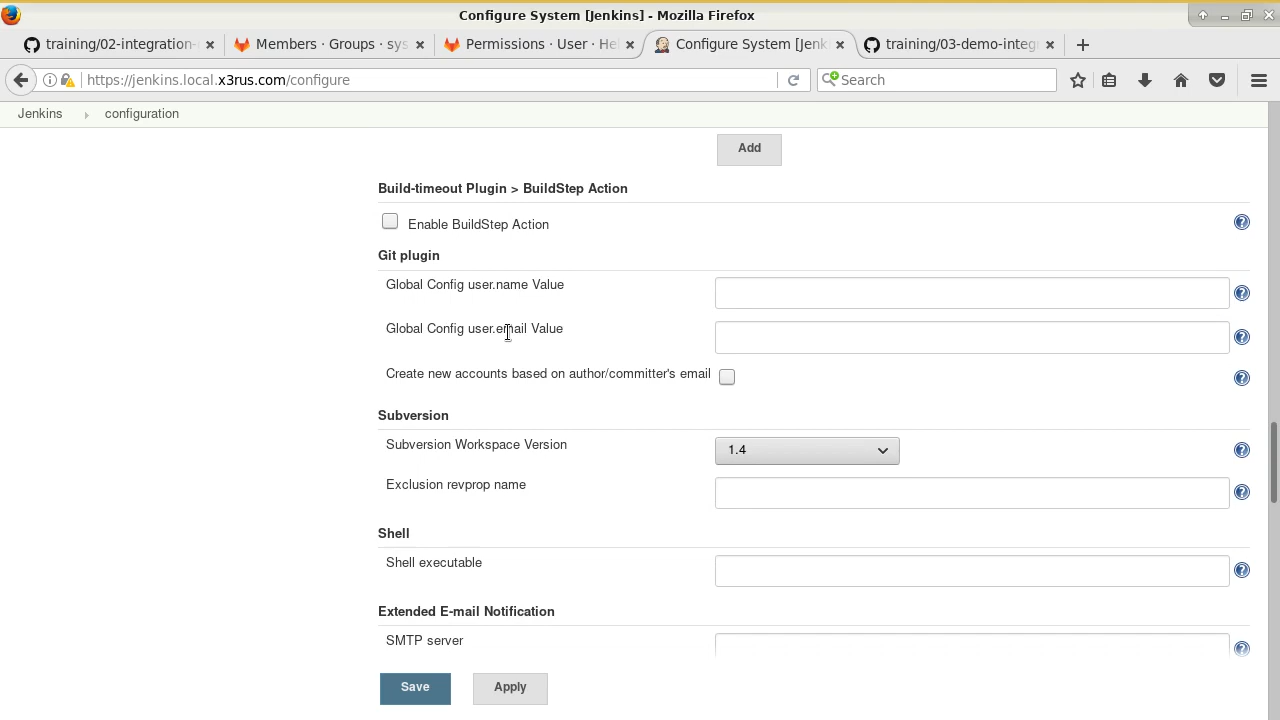 Configure System [Jenkins] - Mozilla Firefox
training/02-integration-
Members · Groups · sys
Permissions · User · Hel
Configure System [Jenk
training/03-demo-integ
https://jenkins.local.x3rus.com/configure
Search
Jenkins
configuration
Add
Build-timeout Plugin > BuildStep Action
Enable BuildStep Action
Git plugin
Global Config user.name Value
Global Config user.email Value
Create new accounts based on author/committer's email
Subversion
Subversion Workspace Version
1.4
Exclusion revprop name
Shell
Shell executable
Extended E-mail Notification
SMTP server
Save
Apply